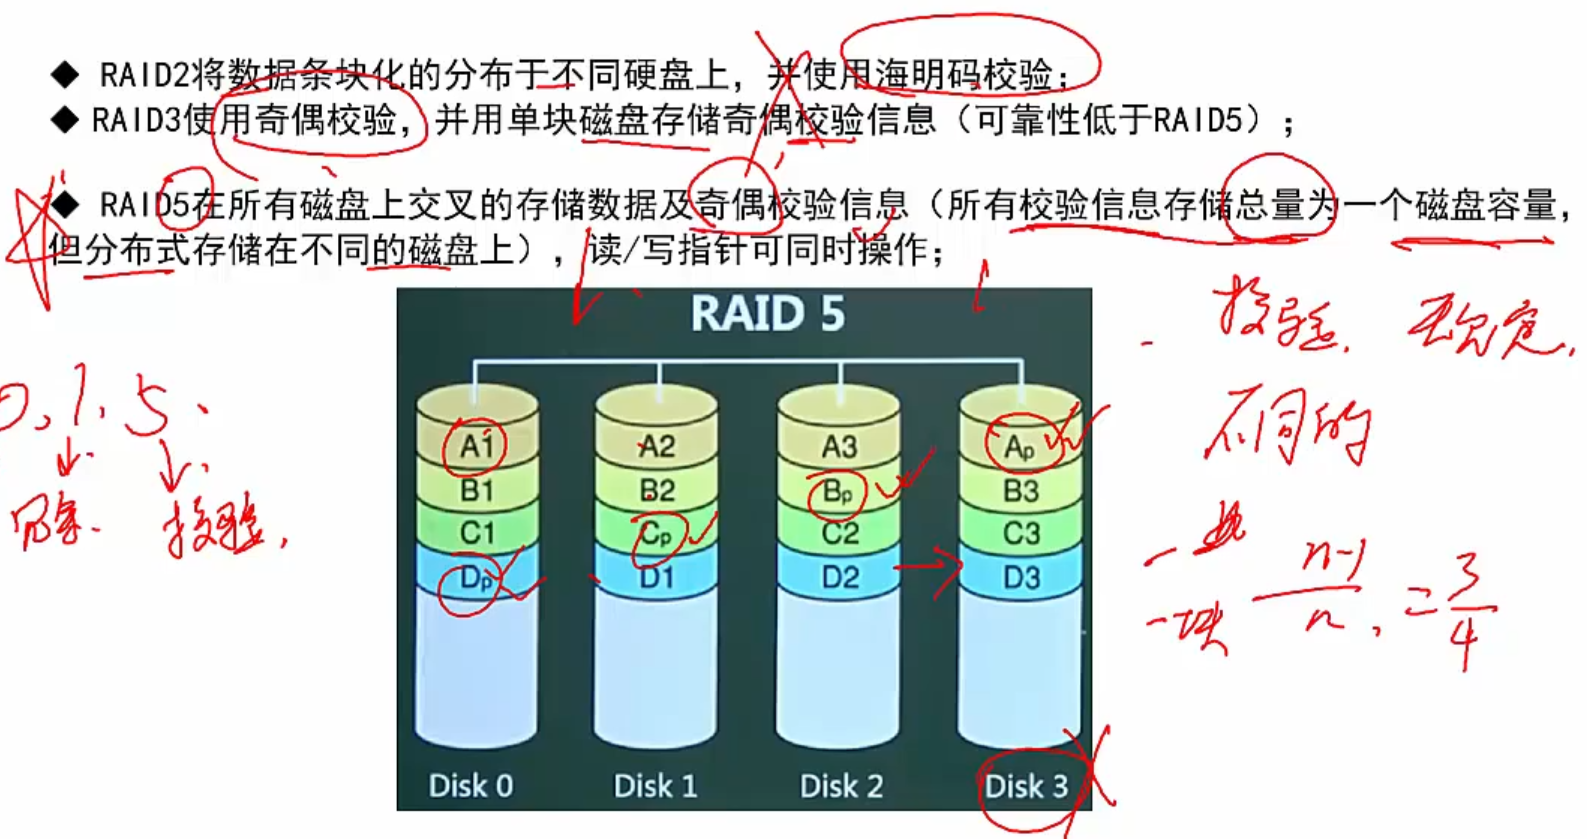 ◆ RAID2将数据条块化的分布于不同硬盘上，并使用海明码校验；
◆ RAID3使用奇偶校验，并用单块磁盘存储奇偶校验信息（可靠性低于RAID5）；
◆ RAID5在所有磁盘上交叉的存储数据及奇偶校验信息（所有校验信息存储总量为一个磁盘容量，
但分布式存储在不同的磁盘上），读/写指针可同时操作；
RAID 5
A1 A2 A3 Ap
B1 B2 Bp B3
C1 Cp C2 C3
Dp D1 D2 D3
Disk 0 Disk 1 Disk 2 Disk 3
0, 1, 5、
校验,
校验,
不同的
一块
n-1/n, = 3/4